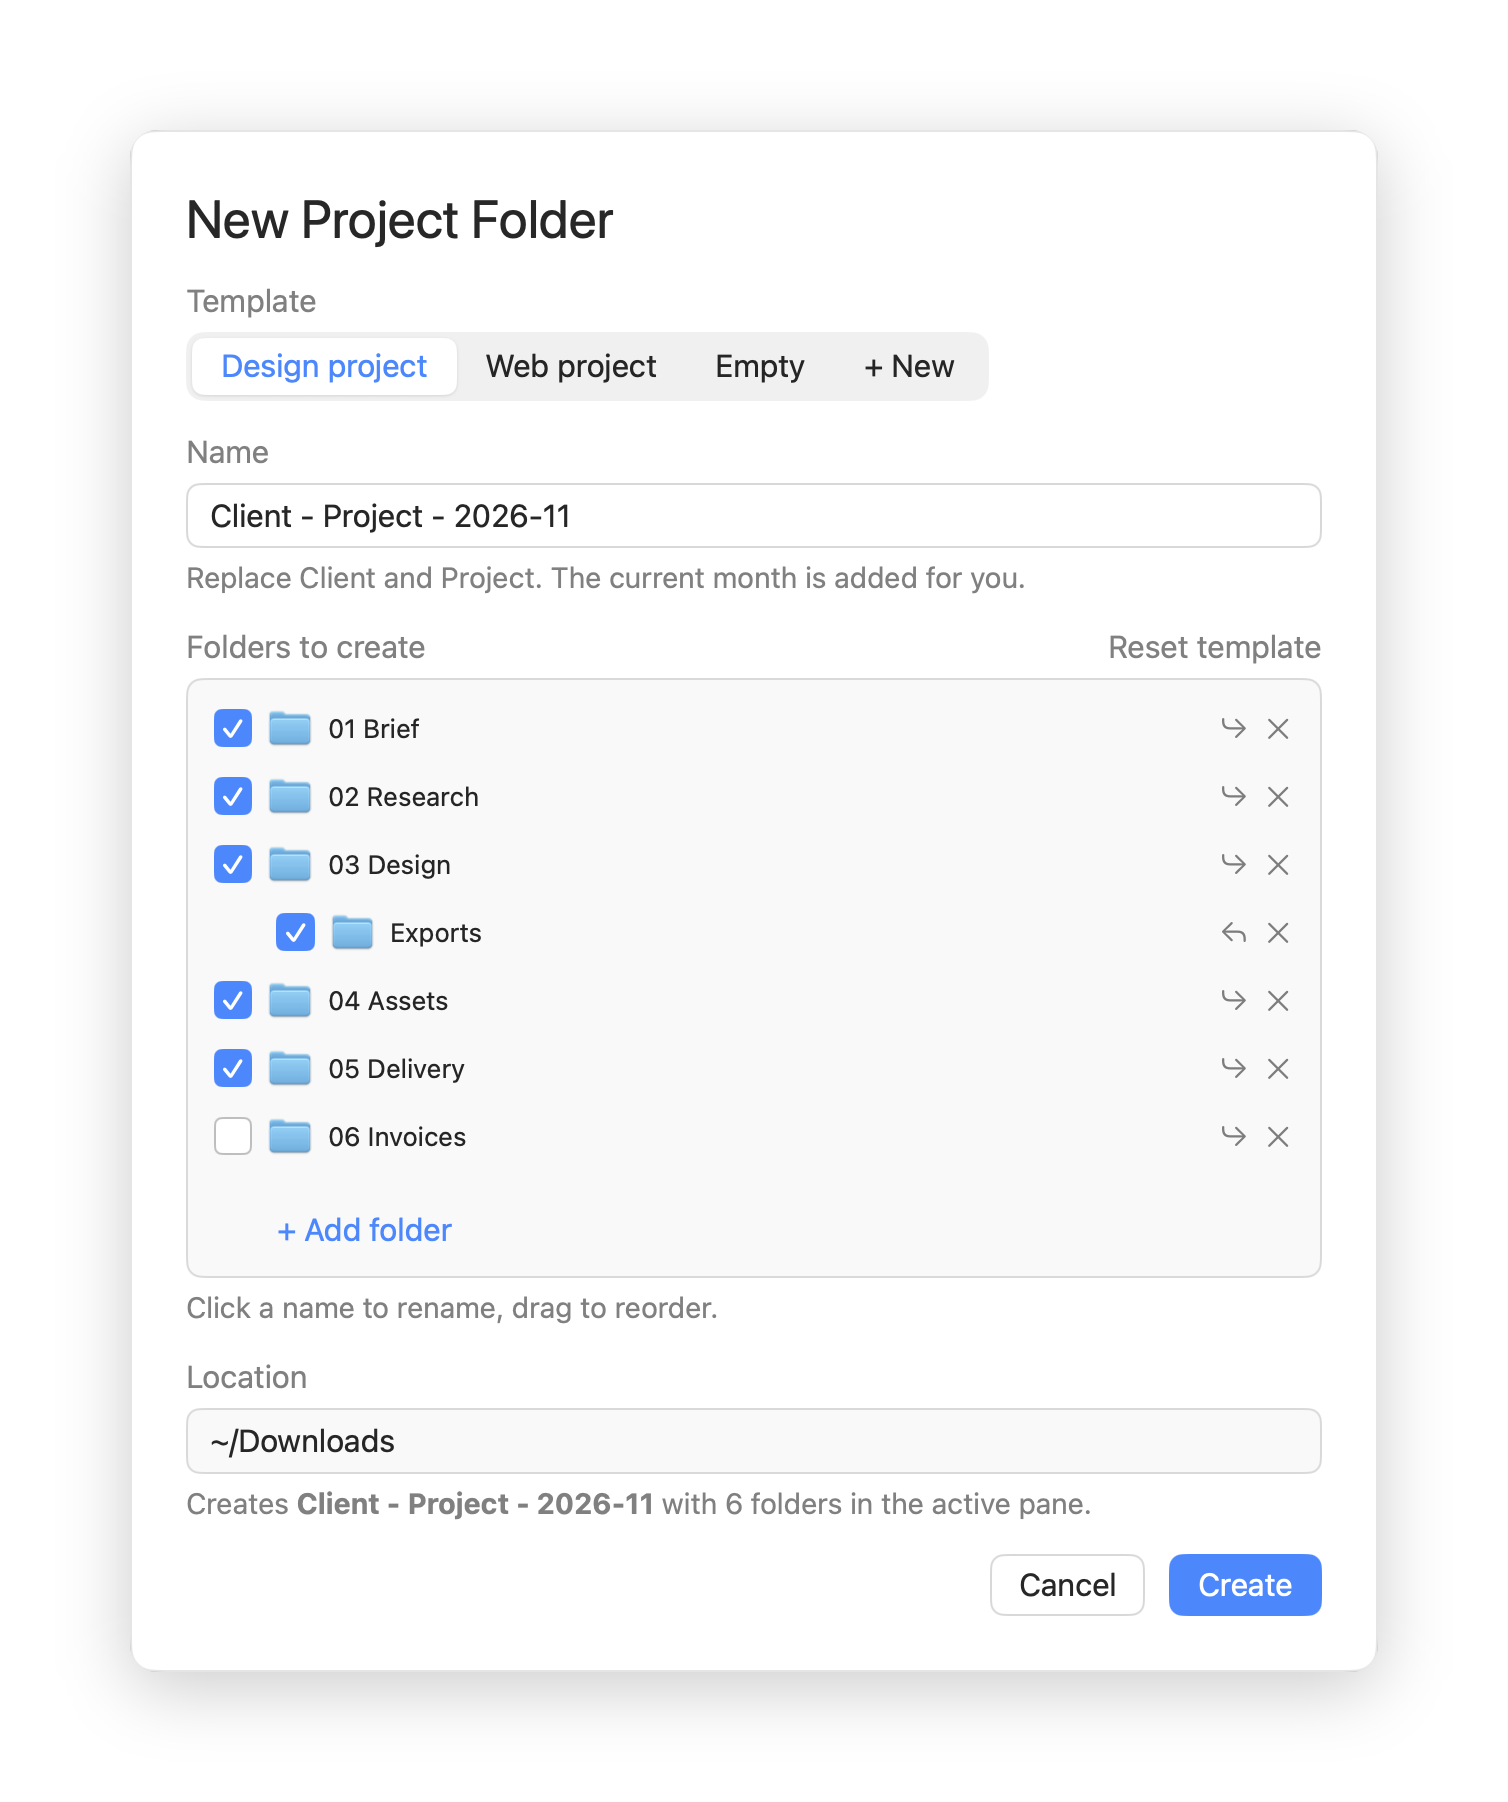 New Project Folder
Template
Design project Web project Empty + New
Name
Client - Project - 2026-11
Replace Client and Project. The current month is added for you.
Folders to create Reset template
01 Brief
02 Research
03 Design
Exports
04 Assets
05 Delivery
06 Invoices
+ Add folder
Click a name to rename, drag to reorder.
Location
~/Downloads
Creates Client - Project - 2026-11 with 6 folders in the active pane.
Cancel Create